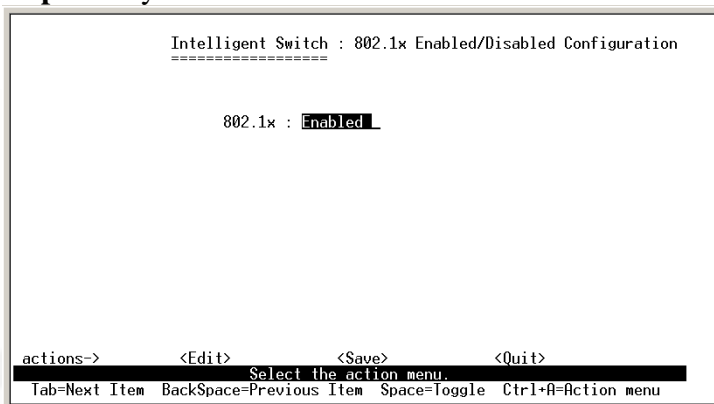 Intelligent Switch : 802.1x Enabled/Disabled Configuration
==================
802.1x : Enabled
actions-> <Edit> <Save> <Quit>
Select the action menu.
Tab=Next Item BackSpace=Previous Item Space=Toggle Ctrl+A=Action menu